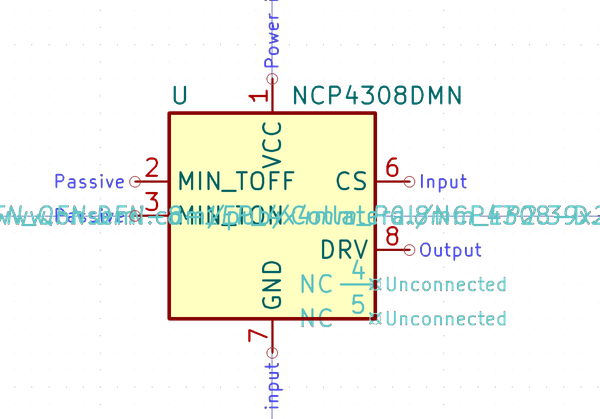 Power i
U
NCP4308DMN
1
VCC
2
Passive
MIN_TOFF
CS
6
Input
3
Passive
DRV
8
Output
NC
4
Unconnected
GND
NC
5
Unconnected
7
input